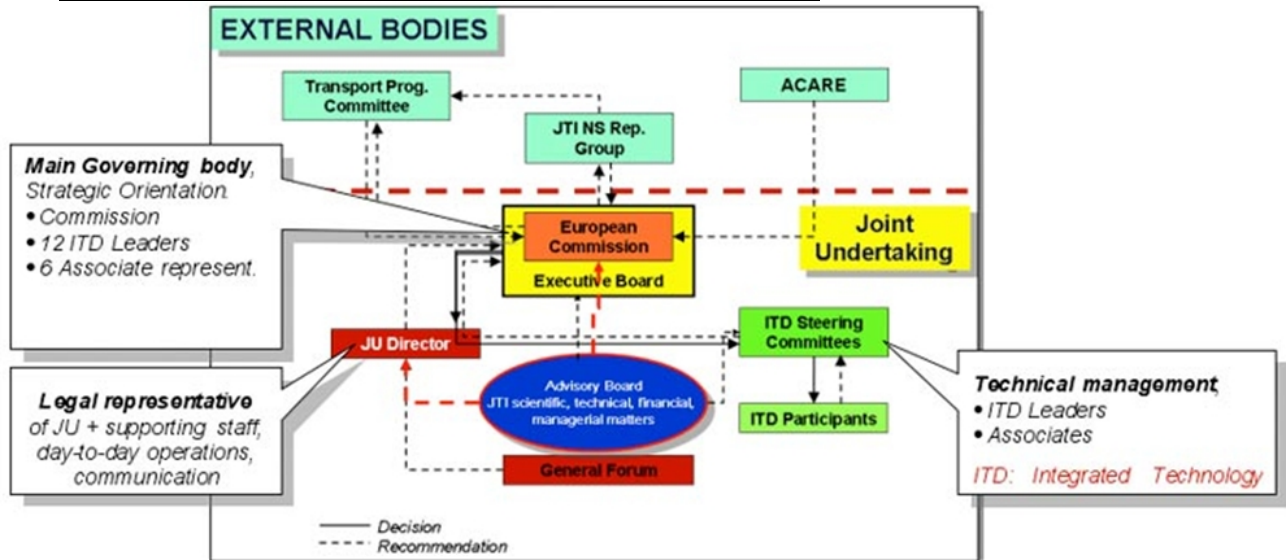 EXTERNAL BODIES
Transport Prog.
Committee
ACARE
JTI NS Rep.
Group
Main Governing body,
Strategic Orientation.
• Commission
• 12 ITD Leaders
• 6 Associate represent.
European
Commission
Executive Board
Joint
Undertaking
JU Director
ITD Steering
Committees
Legal representative
of JU + supporting staff,
day-to-day operations,
communication
Advisory Board
JTI scientific, technical, financial,
managerial matters
ITD Participants
General Forum
Technical management,
• ITD Leaders
• Associates
ITD: Integrated Technology
Decision
Recommendation